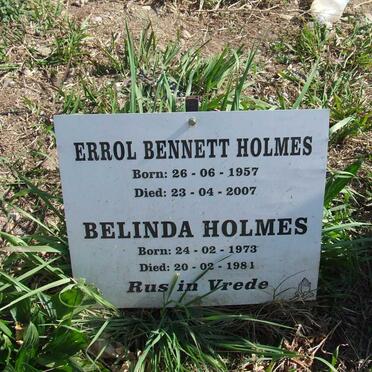 ERROL BENNETT HOLMES
Born: 26 - 06 - 1957
Died: 23 - 04 - 2007
BELINDA HOLMES
Born: 24 - 02 - 1973
Died: 20 - 02 - 1981
Rus in Vrede